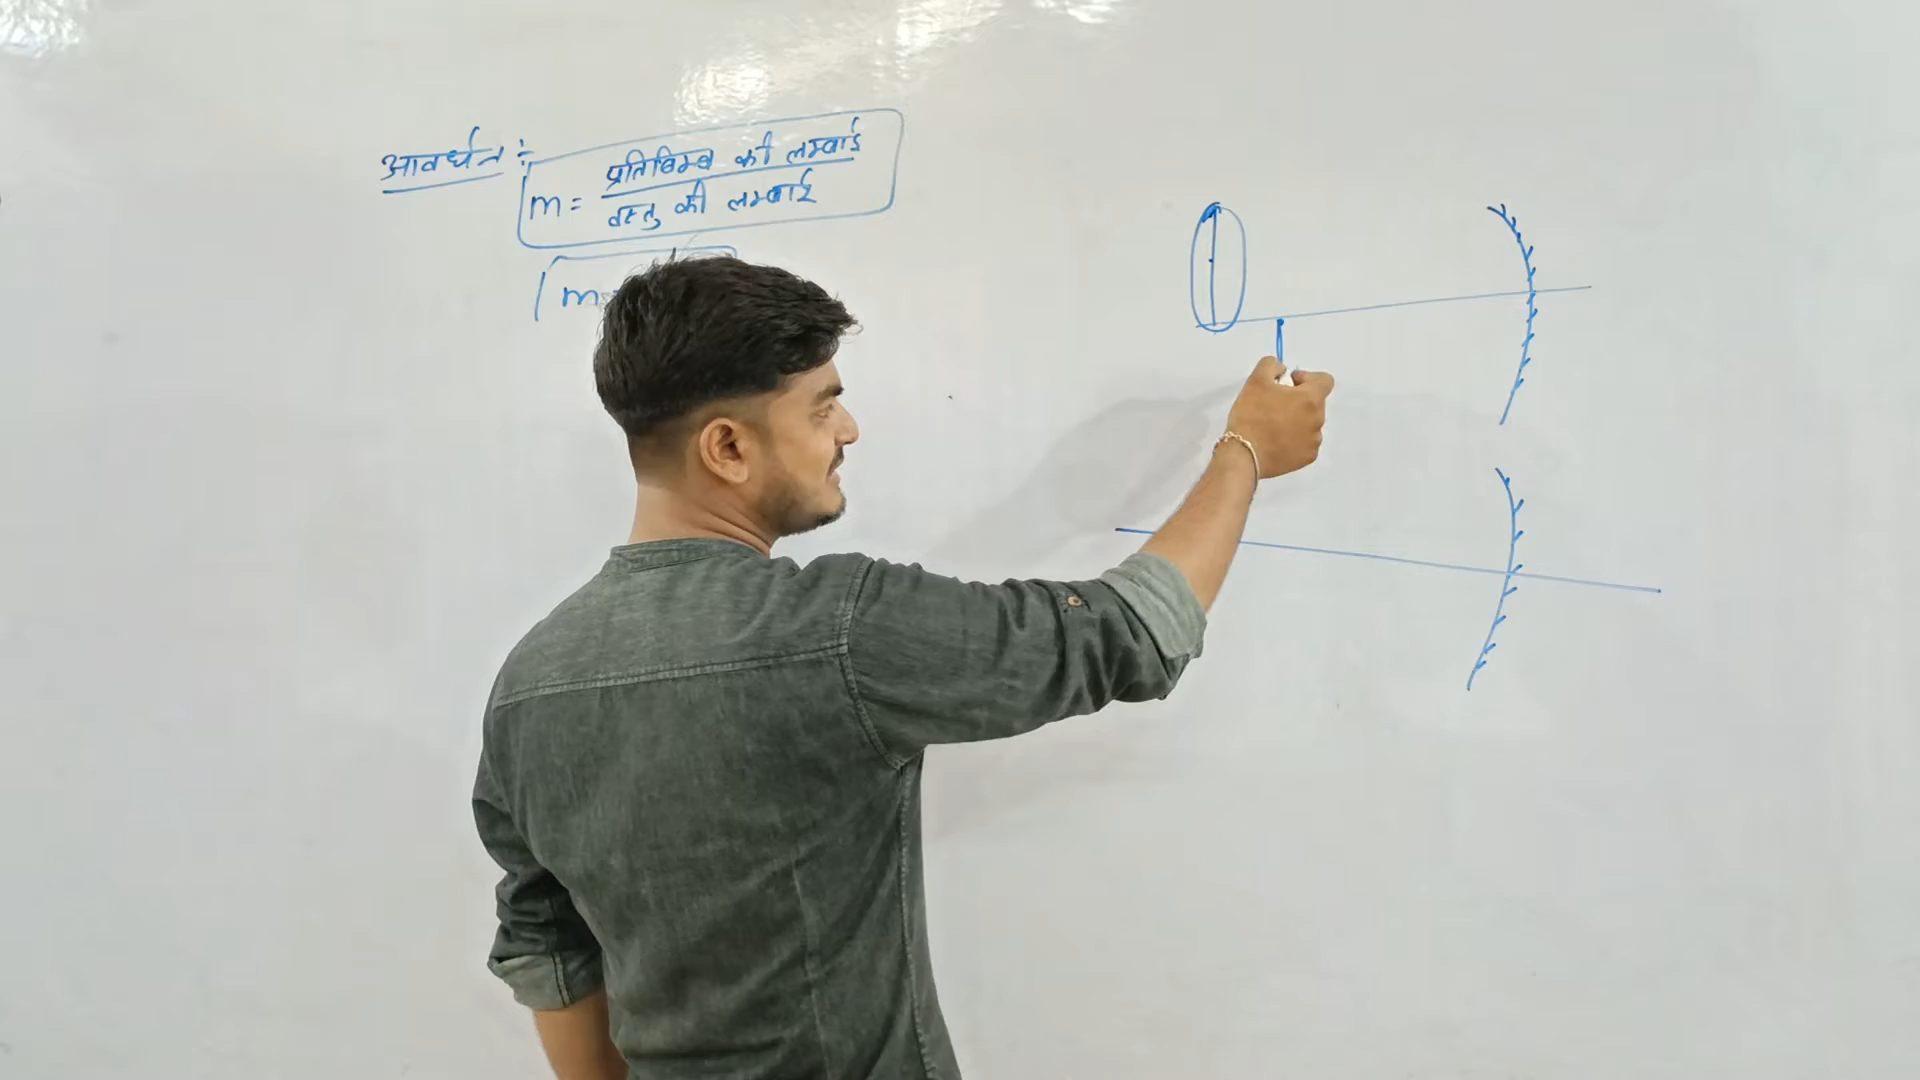 आवर्धन :-
m = प्रतिबिम्ब की लम्बाई
वस्तु की लम्बाई
m =